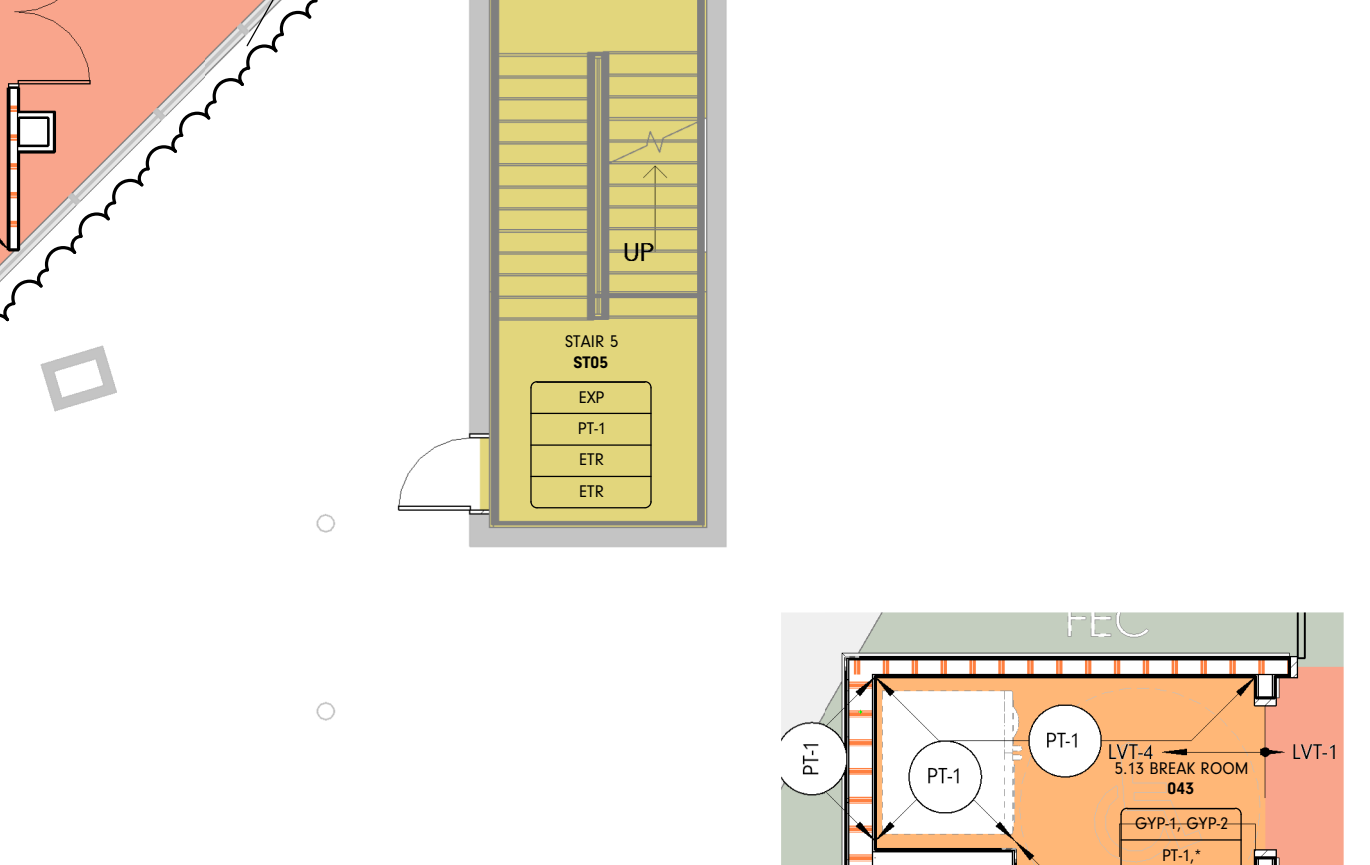 UP
STAIR 5
ST05
EXP
PT-1
ETR
ETR
FEC
PT-1
PT-1
PT-1
LVT-4
LVT-1
5.13 BREAK ROOM
043
GYP-1, GYP-2
PT-1,*